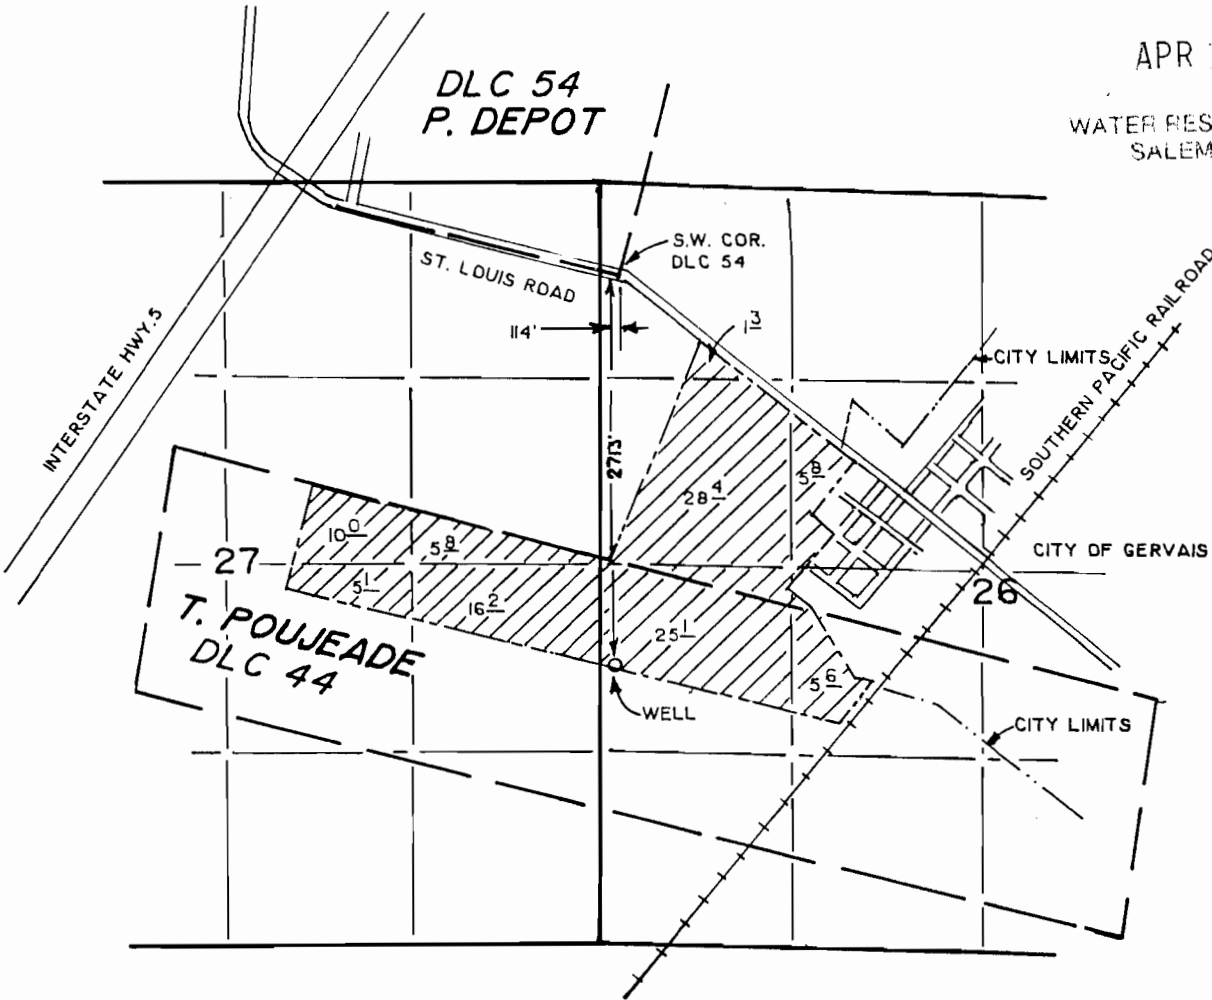 APR
DLC 54
P. DEPOT
WATER RES
SALEM
S.W. COR.
DLC 54
ST. LOUIS ROAD
114'
1 3
INTERSTATE HWY. 5
CITY LIMITS
SOUTHERN PACIFIC RAILROAD
2713'
28 4
5 8
10 0
5 8
27
5 1
16 2
CITY OF GERVAIS
26
T. POUJEADE
DLC 44
25 1
5 6
WELL
CITY LIMITS